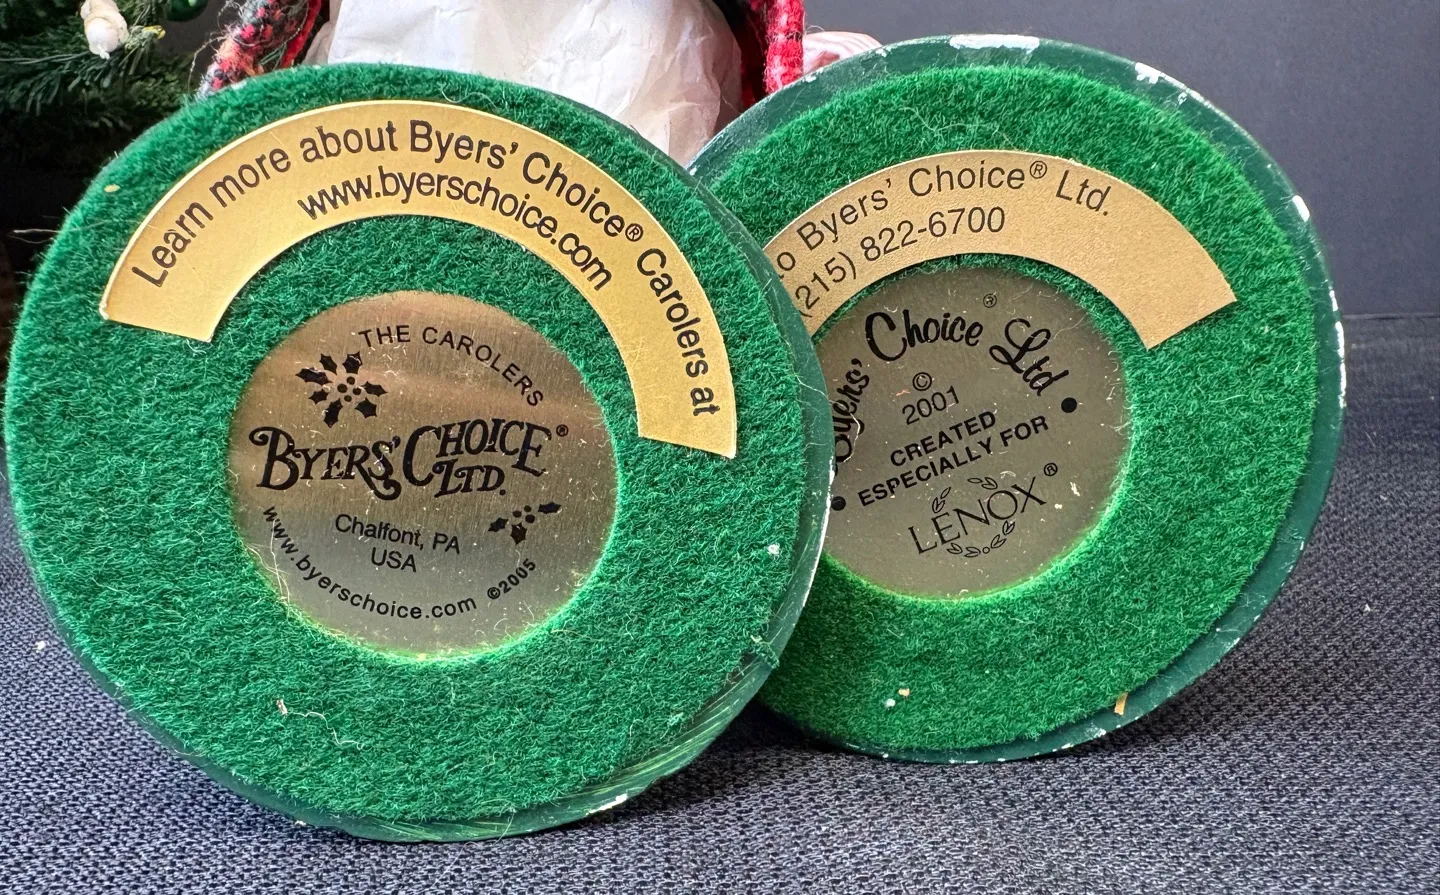 Learn more about Byers' Choice® Carolers at
www.byerschoice.com
THE CAROLERS
BYERS' CHOICE®
LTD.
Chalfont, PA
USA
www.byerschoice.com ©2005
Byers' Choice® Ltd.
(215) 822-6700
Byers' Choice® Ltd
©
2001
CREATED
ESPECIALLY FOR
LENOX®